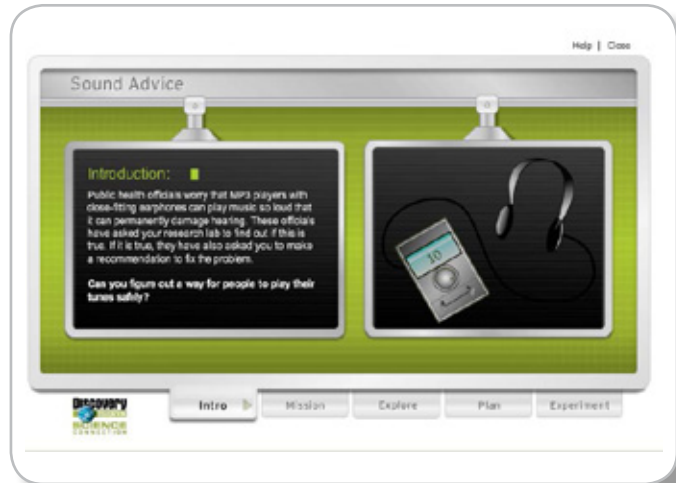 Help | Close
Sound Advice
Introduction:
Public health officials worry that MP3 players with
close-fitting earphones can play music so loud that
it can permanently damage hearing. These officials
have asked your research lab to find out if this is
true. If it is true, they have also asked you to make
a recommendation to fix the problem.
Can you figure out a way for people to play their
tunes safely?
10
DISCOVERY
SCIENCE
CONNECTION
Intro
Mission
Explore
Plan
Experiment